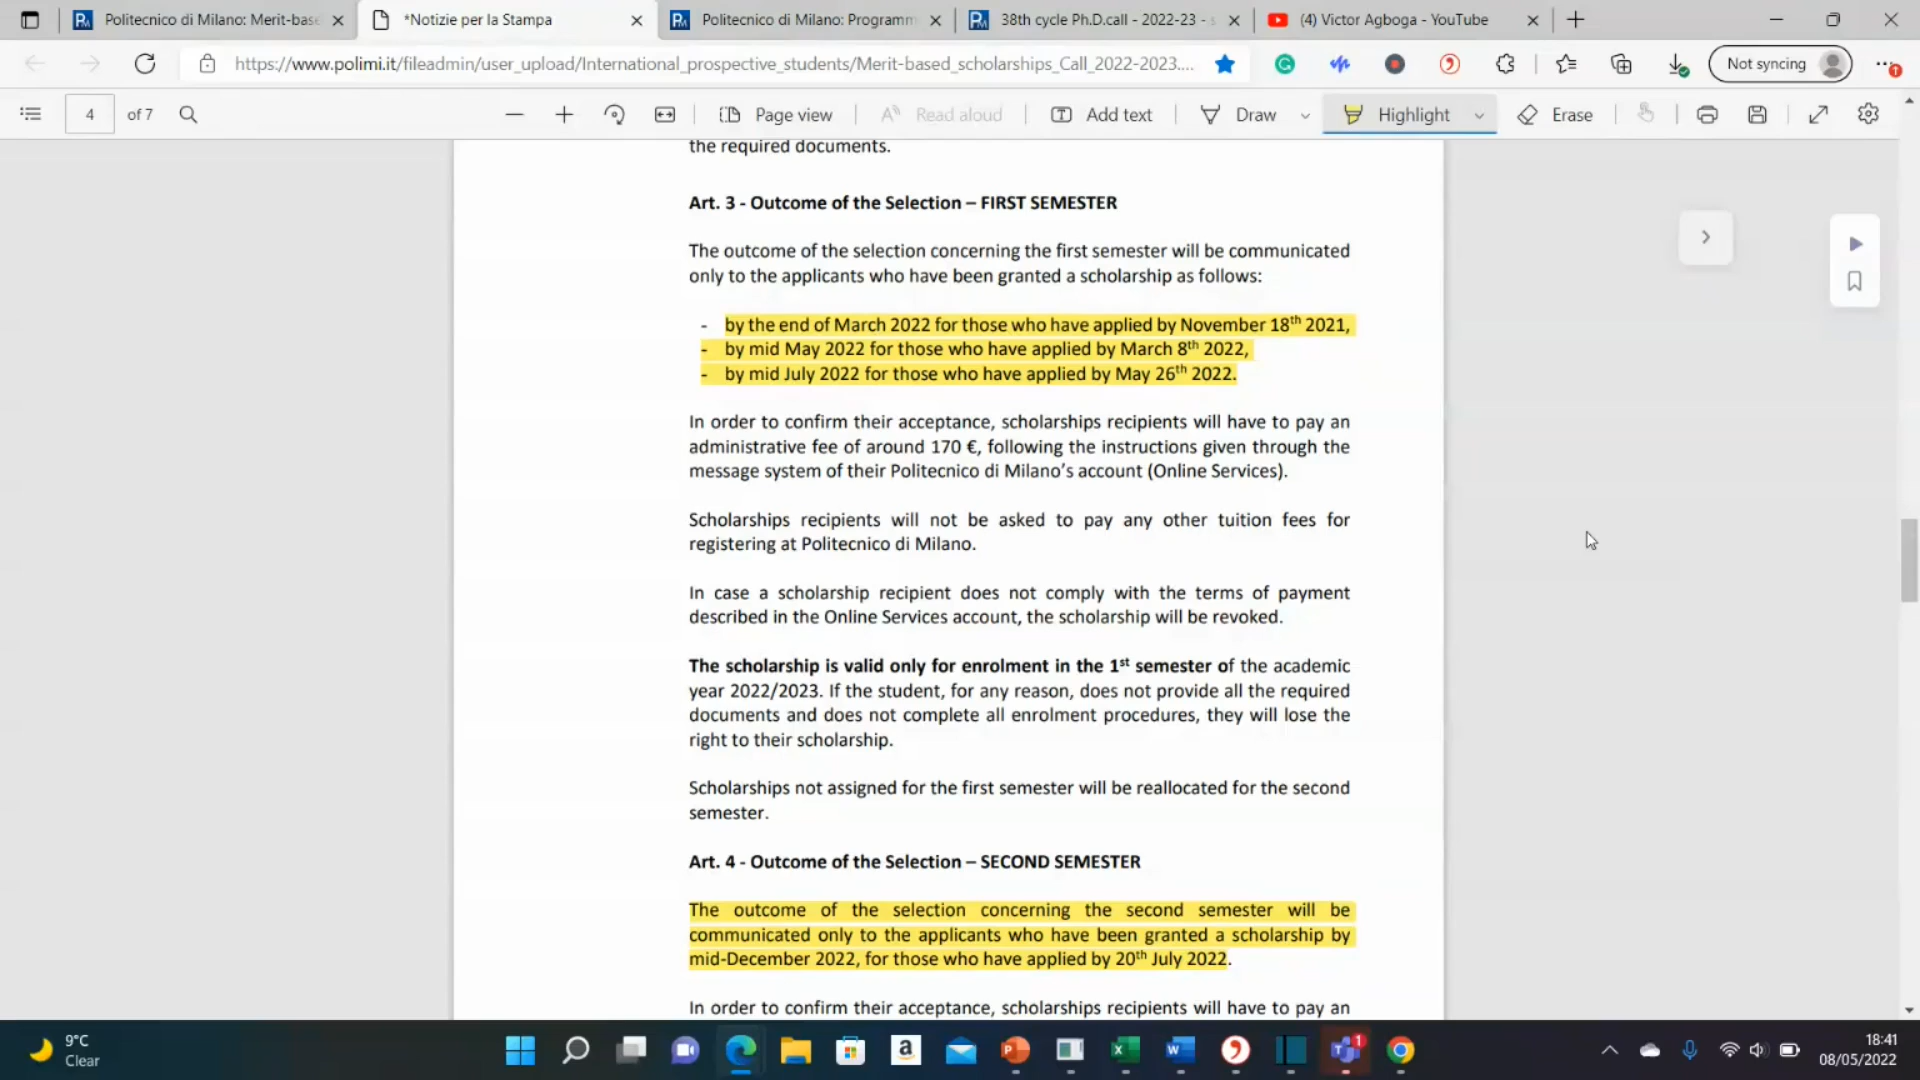 Politecnico di Milano: Merit-base
*Notizie per la Stampa
Politecnico di Milano: Programm
38th cycle Ph.D.call - 2022-23 - s
(4) Victor Agboga - YouTube
https://www.polimi.it/fileadmin/user_upload/International_prospective_students/Merit-based_scholarships_Call_2022-2023....
Not syncing
4 of 7
Page view
Read aloud
Add text
Draw
Highlight
Erase
the required documents.
Art. 3 - Outcome of the Selection – FIRST SEMESTER
The outcome of the selection concerning the first semester will be communicated
only to the applicants who have been granted a scholarship as follows:
- by the end of March 2022 for those who have applied by November 18th 2021,
- by mid May 2022 for those who have applied by March 8th 2022,
- by mid July 2022 for those who have applied by May 26th 2022.
In order to confirm their acceptance, scholarships recipients will have to pay an
administrative fee of around 170 €, following the instructions given through the
message system of their Politecnico di Milano’s account (Online Services).
Scholarships recipients will not be asked to pay any other tuition fees for
registering at Politecnico di Milano.
In case a scholarship recipient does not comply with the terms of payment
described in the Online Services account, the scholarship will be revoked.
The scholarship is valid only for enrolment in the 1st semester of the academic
year 2022/2023. If the student, for any reason, does not provide all the required
documents and does not complete all enrolment procedures, they will lose the
right to their scholarship.
Scholarships not assigned for the first semester will be reallocated for the second
semester.
Art. 4 - Outcome of the Selection – SECOND SEMESTER
The outcome of the selection concerning the second semester will be
communicated only to the applicants who have been granted a scholarship by
mid-December 2022, for those who have applied by 20th July 2022.
In order to confirm their acceptance, scholarships recipients will have to pay an
9°C
Clear
18:41
08/05/2022